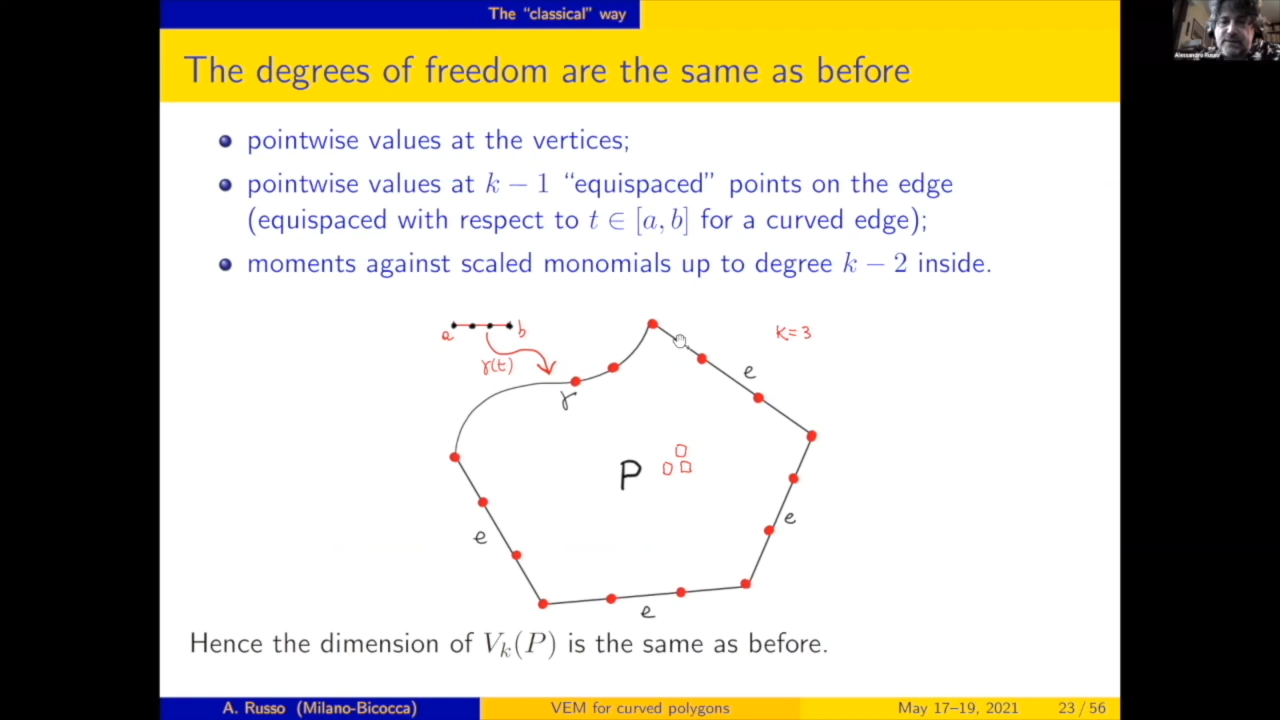 The “classical” way
Alessandro Russo
The degrees of freedom are the same as before
pointwise values at the vertices;
pointwise values at k − 1 “equispaced” points on the edge
(equispaced with respect to t ∈ [a, b] for a curved edge);
moments against scaled monomials up to degree k − 2 inside.
a b
γ(t)
K=3
e
γ
P
e
e
e
Hence the dimension of Vₖ(P) is the same as before.
A. Russo (Milano-Bicocca) VEM for curved polygons May 17–19, 2021 23 / 56